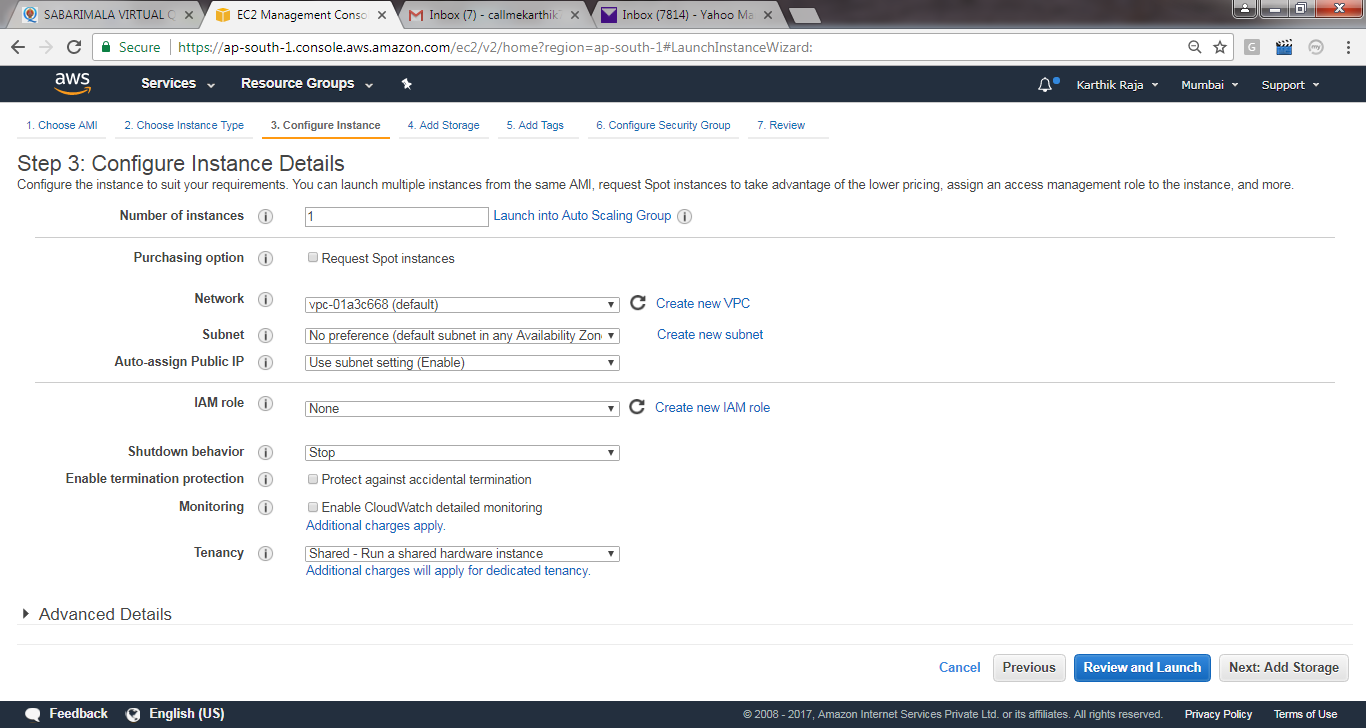 SABARIMALA VIRTUAL Q
EC2 Management Conso
Inbox (7) - callmekarthik7
Inbox (7814) - Yahoo Ma
Secure https://ap-south-1.console.aws.amazon.com/ec2/v2/home?region=ap-south-1#LaunchInstanceWizard:
G my
aws Services Resource Groups Karthik Raja Mumbai Support
1. Choose AMI 2. Choose Instance Type 3. Configure Instance 4. Add Storage 5. Add Tags 6. Configure Security Group 7. Review
Step 3: Configure Instance Details
Configure the instance to suit your requirements. You can launch multiple instances from the same AMI, request Spot instances to take advantage of the lower pricing, assign an access management role to the instance, and more.
Number of instances i 1 Launch into Auto Scaling Group i
Purchasing option i Request Spot instances
Network i vpc-01a3c668 (default) Create new VPC
Subnet i No preference (default subnet in any Availability Zon Create new subnet
Auto-assign Public IP i Use subnet setting (Enable)
IAM role i None Create new IAM role
Shutdown behavior i Stop
Enable termination protection i Protect against accidental termination
Monitoring i Enable CloudWatch detailed monitoring
Additional charges apply.
Tenancy i Shared - Run a shared hardware instance
Additional charges will apply for dedicated tenancy.
Advanced Details
Cancel Previous Review and Launch Next: Add Storage
Feedback English (US) © 2008 - 2017, Amazon Internet Services Private Ltd. or its affiliates. All rights reserved. Privacy Policy Terms of Use